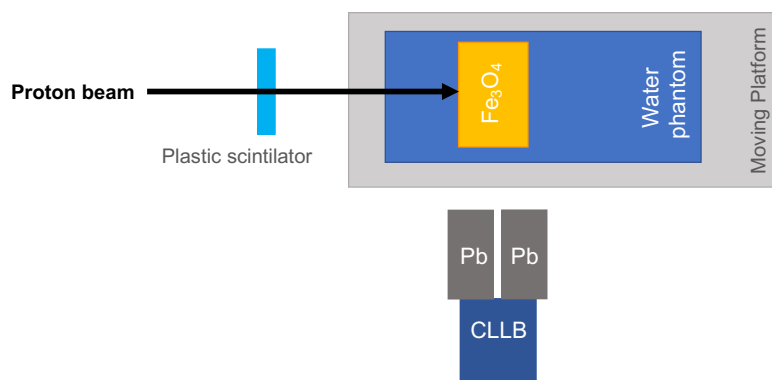 Proton beam
Plastic scintilator
Fe₃O₄
Water
phantom
Moving Platform
Pb
Pb
CLLB